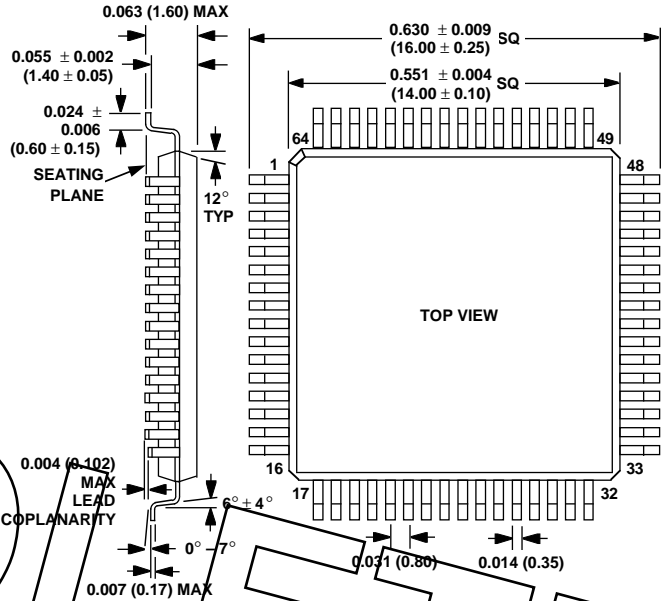 0.063 (1.60) MAX
0.055 ± 0.002
(1.40 ± 0.05)
0.024 ±
0.006
(0.60 ± 0.15)
SEATING
PLANE
12°
TYP
0.004 (0.102)
MAX
LEAD
COPLANARITY
6° ± 4°
0° – 7°
0.007 (0.17) MAX
0.630 ± 0.009
(16.00 ± 0.25)
SQ
0.551 ± 0.004
(14.00 ± 0.10)
SQ
64
49
1
48
TOP VIEW
16
33
17
32
0.031 (0.80)
0.014 (0.35)